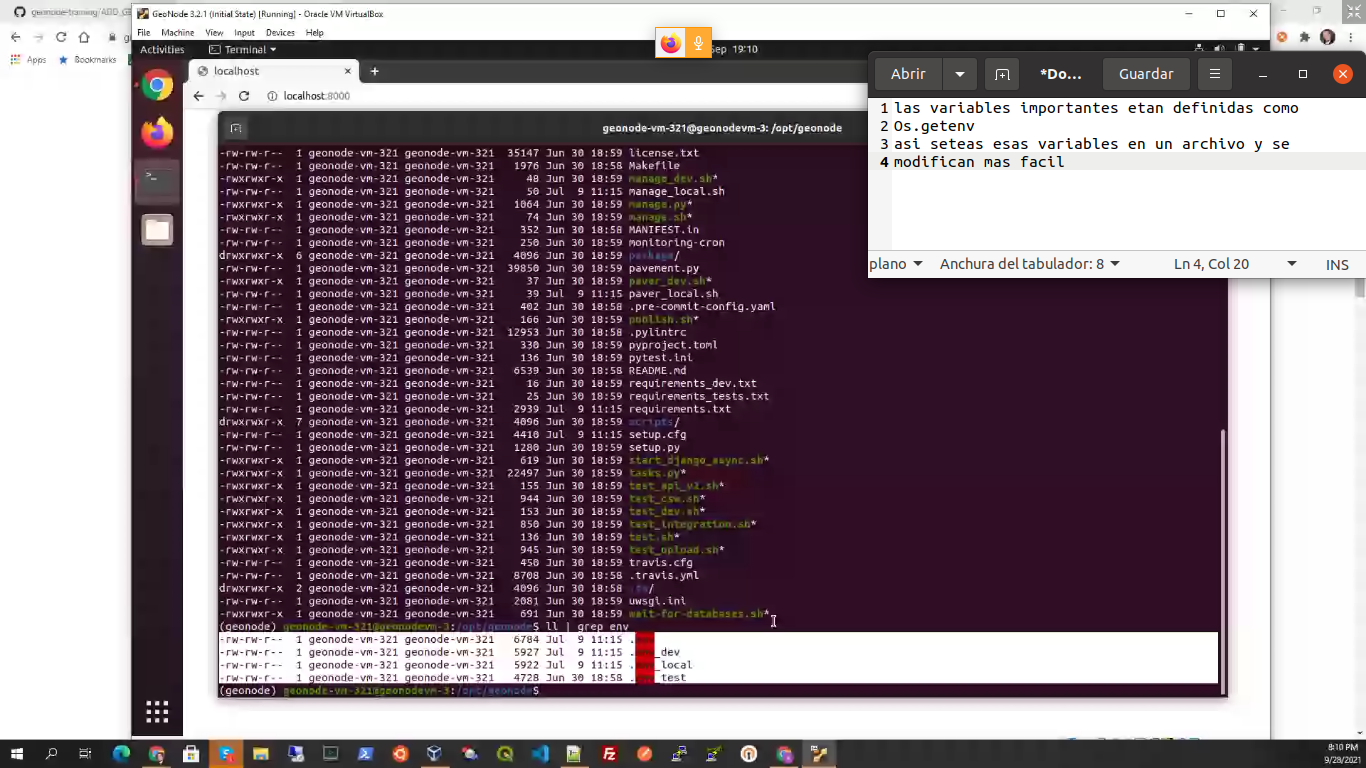 geonode-training/ADD_G
GeoNode 3.2.1 (Initial State) [Running] - Oracle VM VirtualBox
File Machine View Input Devices Help
Apps Bookmarks
Activities Terminal Sep 19:10
localhost
localhost:8000
geonode-vm-321@geonodevm-3: /opt/geonode
-rw-rw-r-- 1 geonode-vm-321 geonode-vm-321 35147 Jun 30 18:59 license.txt
-rw-rw-r-- 1 geonode-vm-321 geonode-vm-321 1976 Jun 30 18:58 Makefile
-rwxrwxr-x 1 geonode-vm-321 geonode-vm-321 48 Jun 30 18:59 manage_dev.sh*
-rw-rw-r-- 1 geonode-vm-321 geonode-vm-321 50 Jul 9 11:15 manage_local.sh
-rwxrwxr-x 1 geonode-vm-321 geonode-vm-321 1064 Jun 30 18:59 manage.py*
-rwxrwxr-x 1 geonode-vm-321 geonode-vm-321 74 Jun 30 18:59 manage.sh*
-rw-rw-r-- 1 geonode-vm-321 geonode-vm-321 352 Jun 30 18:58 MANIFEST.in
-rw-rw-r-- 1 geonode-vm-321 geonode-vm-321 250 Jun 30 18:59 monitoring-cron
drwxrwxr-x 6 geonode-vm-321 geonode-vm-321 4096 Jun 30 18:58 package/
-rw-rw-r-- 1 geonode-vm-321 geonode-vm-321 39850 Jun 30 18:58 pavement.py
-rwxrwxr-x 1 geonode-vm-321 geonode-vm-321 37 Jun 30 18:59 paver_dev.sh*
-rw-rw-r-- 1 geonode-vm-321 geonode-vm-321 39 Jul 9 11:15 paver_local.sh
-rw-rw-r-- 1 geonode-vm-321 geonode-vm-321 402 Jun 30 18:58 .pre-commit-config.yaml
-rwxrwxr-x 1 geonode-vm-321 geonode-vm-321 166 Jun 30 18:58 publish.sh*
-rw-rw-r-- 1 geonode-vm-321 geonode-vm-321 12953 Jun 30 18:58 .pylintrc
-rw-rw-r-- 1 geonode-vm-321 geonode-vm-321 330 Jun 30 18:59 pyproject.toml
-rw-rw-r-- 1 geonode-vm-321 geonode-vm-321 136 Jun 30 18:59 pytest.ini
-rw-rw-r-- 1 geonode-vm-321 geonode-vm-321 6539 Jun 30 18:58 README.md
-rw-rw-r-- 1 geonode-vm-321 geonode-vm-321 16 Jun 30 18:59 requirements_dev.txt
-rw-rw-r-- 1 geonode-vm-321 geonode-vm-321 25 Jun 30 18:59 requirements_tests.txt
-rw-rw-r-- 1 geonode-vm-321 geonode-vm-321 2939 Jul 9 11:15 requirements.txt
drwxrwxr-x 7 geonode-vm-321 geonode-vm-321 4096 Jun 30 18:59 scripts/
-rw-rw-r-- 1 geonode-vm-321 geonode-vm-321 4410 Jul 9 11:15 setup.cfg
-rw-rw-r-- 1 geonode-vm-321 geonode-vm-321 1280 Jun 30 18:59 setup.py
-rwxrwxr-x 1 geonode-vm-321 geonode-vm-321 619 Jun 30 18:59 start_django_async.sh*
-rwxrwxr-x 1 geonode-vm-321 geonode-vm-321 22497 Jun 30 18:59 tasks.py*
-rwxrwxr-x 1 geonode-vm-321 geonode-vm-321 155 Jun 30 18:59 test_api_v2.sh*
-rwxrwxr-x 1 geonode-vm-321 geonode-vm-321 944 Jun 30 18:59 test_csw.sh*
-rwxrwxr-x 1 geonode-vm-321 geonode-vm-321 153 Jun 30 18:59 test_dev.sh*
-rwxrwxr-x 1 geonode-vm-321 geonode-vm-321 850 Jun 30 18:59 test_integration.sh*
-rwxrwxr-x 1 geonode-vm-321 geonode-vm-321 136 Jun 30 18:59 test.sh*
-rwxrwxr-x 1 geonode-vm-321 geonode-vm-321 945 Jun 30 18:59 test_upload.sh*
-rw-rw-r-- 1 geonode-vm-321 geonode-vm-321 450 Jun 30 18:59 travis.cfg
-rw-rw-r-- 1 geonode-vm-321 geonode-vm-321 8708 Jun 30 18:58 .travis.yml
drwxrwxr-x 2 geonode-vm-321 geonode-vm-321 4096 Jun 30 18:58
-rw-rw-r-- 1 geonode-vm-321 geonode-vm-321 2081 Jun 30 18:59 uwsgi.ini
-rwxrwxr-x 1 geonode-vm-321 geonode-vm-321 691 Jun 30 18:59 wait-for-databases.sh*
(geonode) geonode-vm-321@geonodevm-3:/opt/geonode$ ll | grep env
-rw-rw-r-- 1 geonode-vm-321 geonode-vm-321 6784 Jul 9 11:15 .env
-rw-rw-r-- 1 geonode-vm-321 geonode-vm-321 5927 Jul 9 11:15 .env_dev
-rw-rw-r-- 1 geonode-vm-321 geonode-vm-321 5922 Jul 9 11:15 .env_local
-rw-rw-r-- 1 geonode-vm-321 geonode-vm-321 4728 Jun 30 18:58 .env_test
(geonode) geonode-vm-321@geonodevm-3:/opt/geonode$
Abrir *Do... Guardar
1 las variables importantes etan definidas como
2 Os.getenv
3 asi seteas esas variables en un archivo y se
4 modifican mas facil
plano Anchura del tabulador: 8 Ln 4, Col 20 INS
8:10 PM
9/28/2021